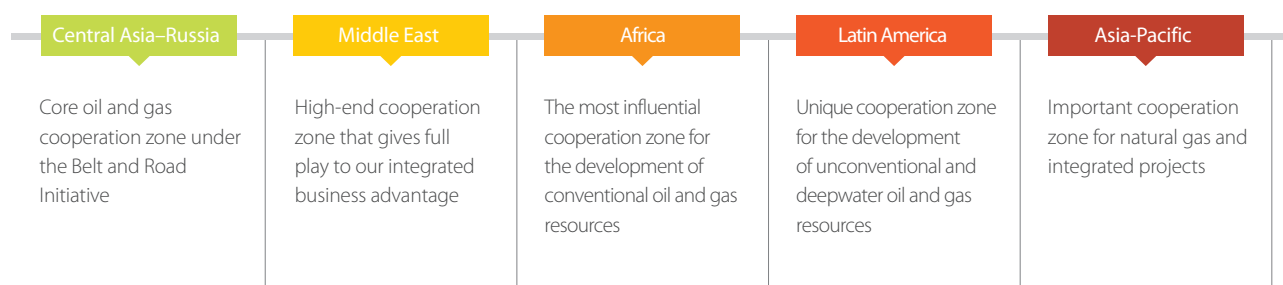 Central Asia–Russia
Core oil and gas
cooperation zone under
the Belt and Road
Initiative
Middle East
High-end cooperation
zone that gives full
play to our integrated
business advantage
Africa
The most influential
cooperation zone for
the development of
conventional oil and gas
resources
Latin America
Unique cooperation zone
for the development
of unconventional and
deepwater oil and gas
resources
Asia-Pacific
Important cooperation
zone for natural gas and
integrated projects